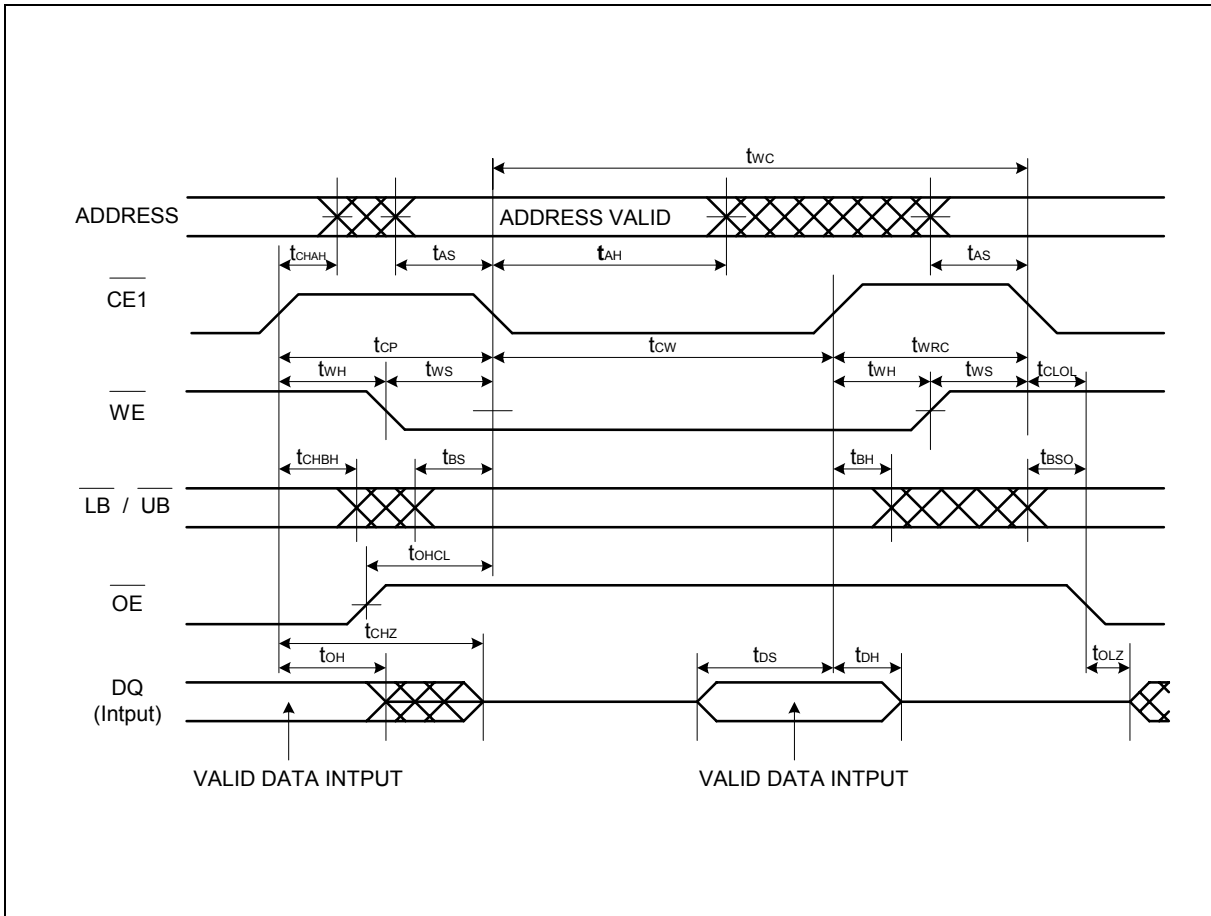 tWC
ADDRESS
ADDRESS VALID
tCHAH
tAS
tAH
tAS
CE1
tCP
tCW
tWRC
tWH
tWS
tWH
tWS
tCLOL
WE
tCHBH
tBS
tBH
tBSO
LB / UB
tOHCL
OE
tCHZ
tOH
tDS
tDH
tOLZ
DQ
(Intput)
VALID DATA INTPUT
VALID DATA INTPUT